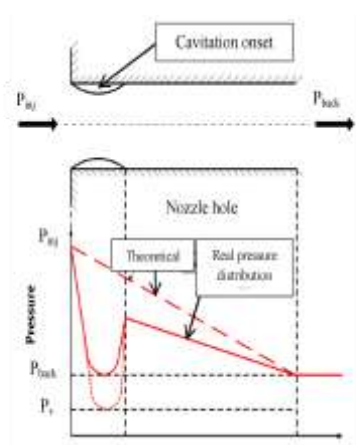 Cavitation onset
P_inj
P_back
Nozzle hole
P_inj
Theoretical
Real pressure
distribution
Pressure
P_back
P_v